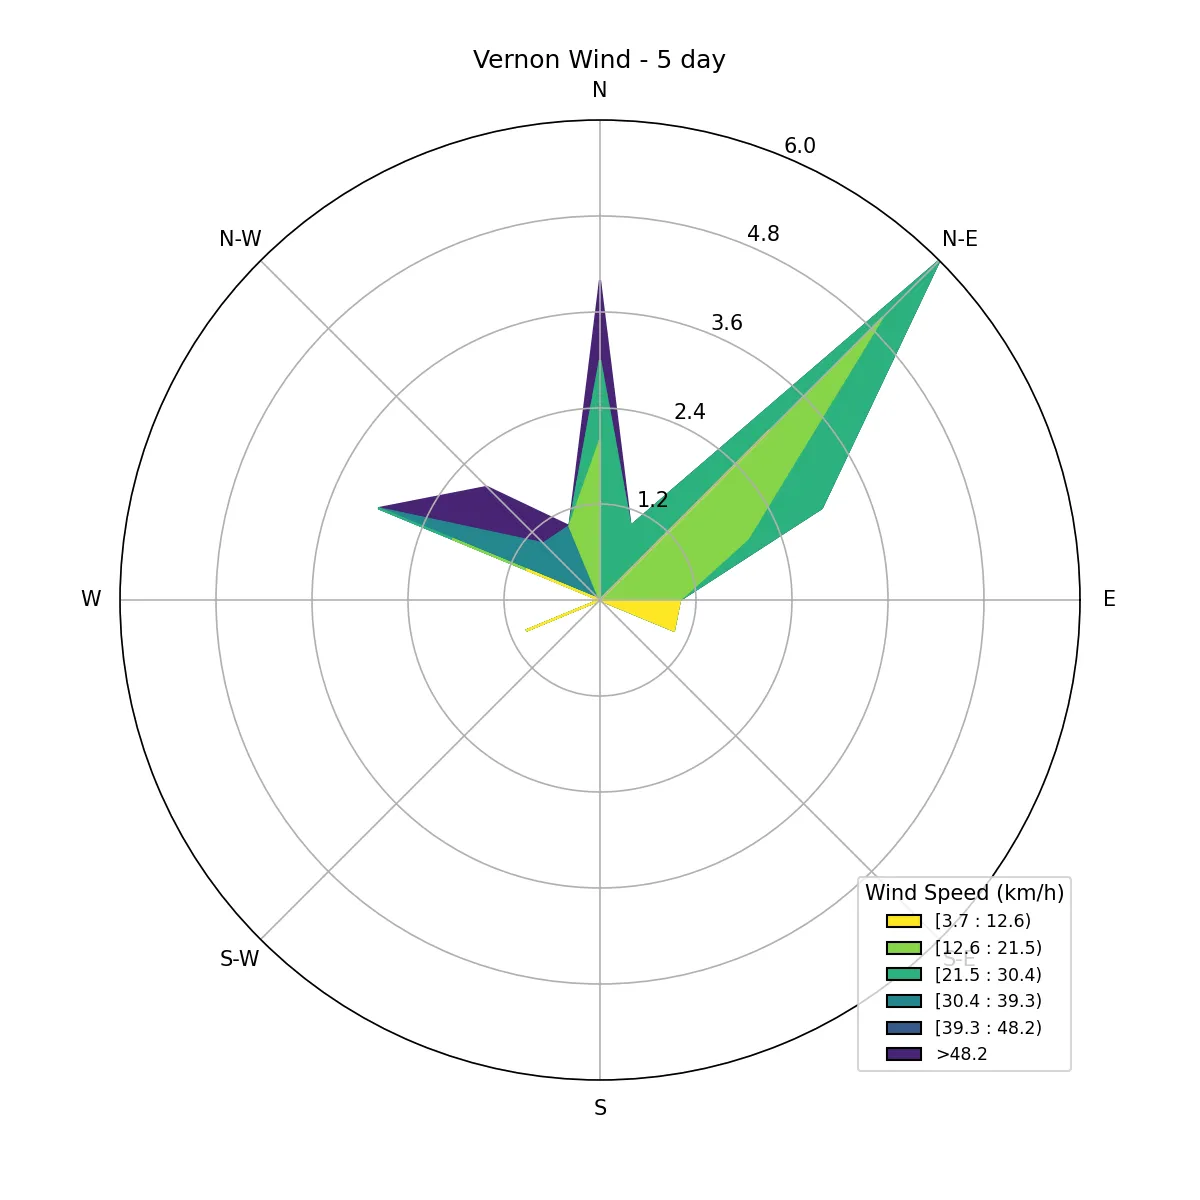 Vernon Wind - 5 day
N
6.0
4.8
N-W
N-E
3.6
2.4
1.2
W
E
Wind Speed (km/h)
[3.7 : 12.6)
[12.6 : 21.5)
S-W
S-E
[21.5 : 30.4)
[30.4 : 39.3)
[39.3 : 48.2)
>48.2
S